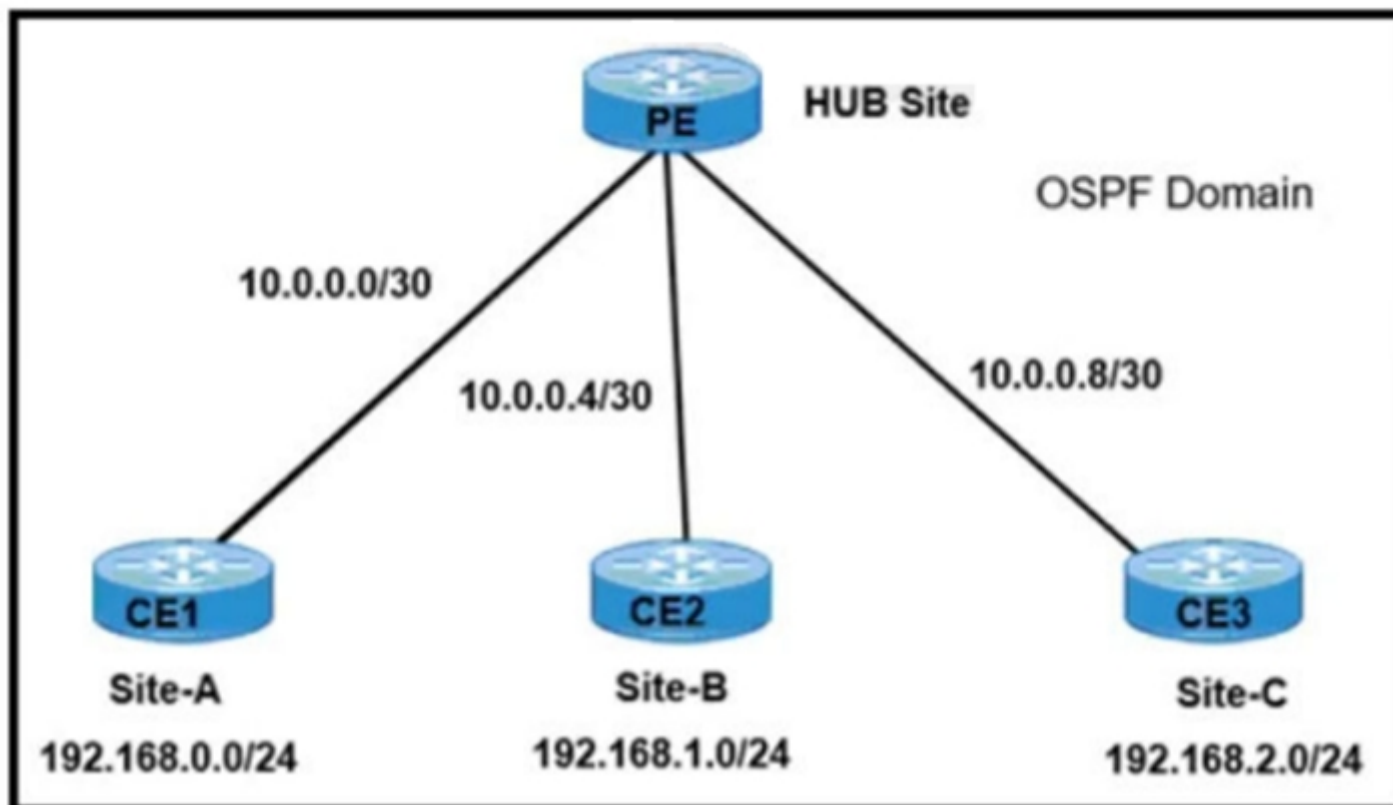 PE
HUB Site
OSPF Domain
10.0.0.0/30
10.0.0.4/30
10.0.0.8/30
CE1
CE2
CE3
Site-A
Site-B
Site-C
192.168.0.0/24
192.168.1.0/24
192.168.2.0/24